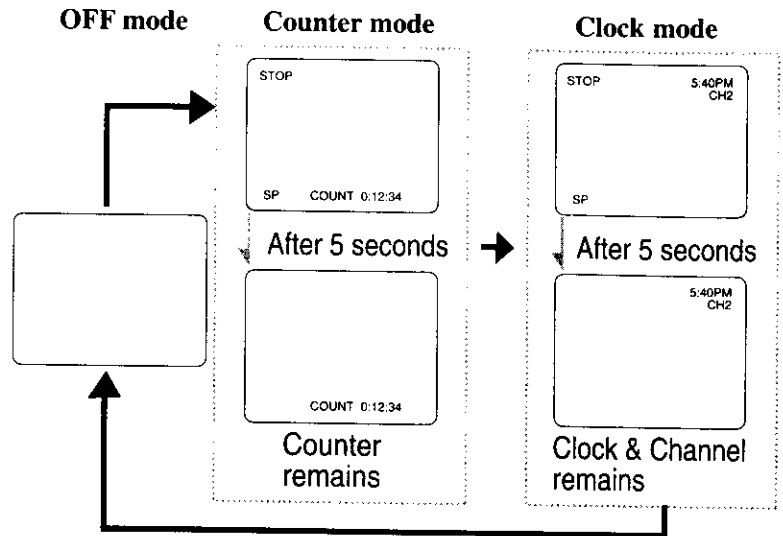 OFF mode
Counter mode
Clock mode
STOP
SP COUNT 0:12:34
After 5 seconds
COUNT 0:12:34
Counter
remains
STOP 5:40PM
CH2
SP
After 5 seconds
5:40PM
CH2
Clock & Channel
remains